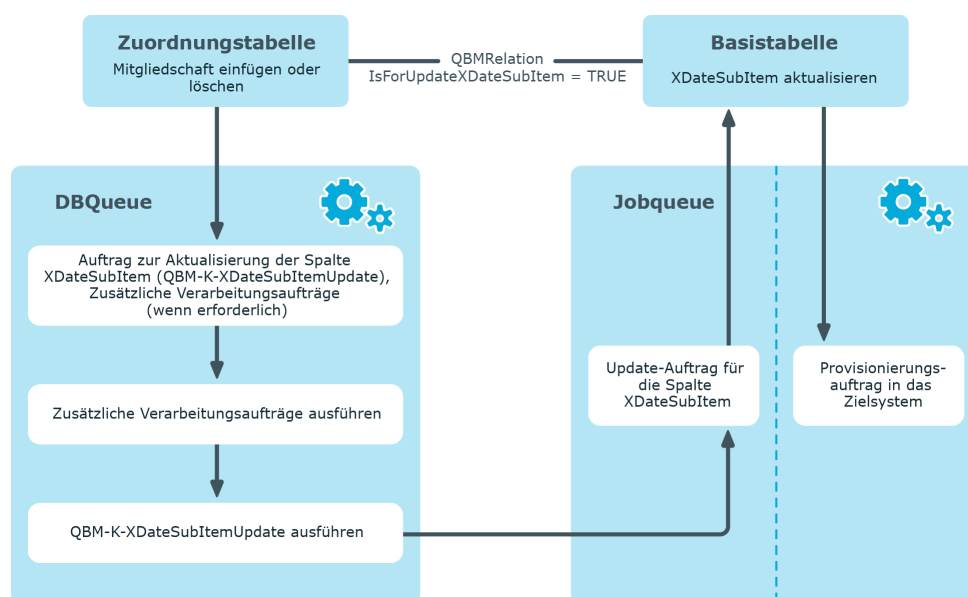 Zuordnungstabelle
Mitgliedschaft einfügen oder
löschen
QBMRelation
IsForUpdateXDateSubItem = TRUE
Basistabelle
XDateSubItem aktualisieren
DBQueue
Auftrag zur Aktualisierung der Spalte
XDateSubItem (QBM-K-XDateSubItemUpdate),
Zusätzliche Verarbeitungsaufträge
(wenn erforderlich)
Zusätzliche Verarbeitungsaufträge ausführen
QBM-K-XDateSubItemUpdate ausführen
Jobqueue
Update-Auftrag für
die Spalte
XDateSubItem
Provisionierungs-
auftrag in das
Zielsystem